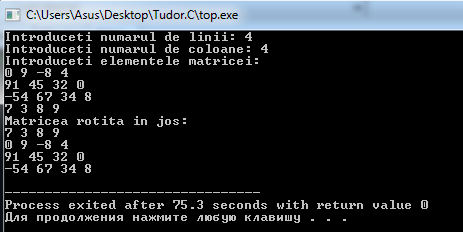 C:\Users\Asus\Desktop\Tudor.C\top.exe
Introduceti numarul de linii: 4
Introduceti numarul de coloane: 4
Introduceti elementele matricei:
0 9 -8 4
91 45 32 0
-54 67 34 8
7 3 8 9
Matricea rotita in jos:
7 3 8 9
0 9 -8 4
91 45 32 0
-54 67 34 8
--------------------------------
Process exited after 75.3 seconds with return value 0
Для продолжения нажмите любую клавишу . . .